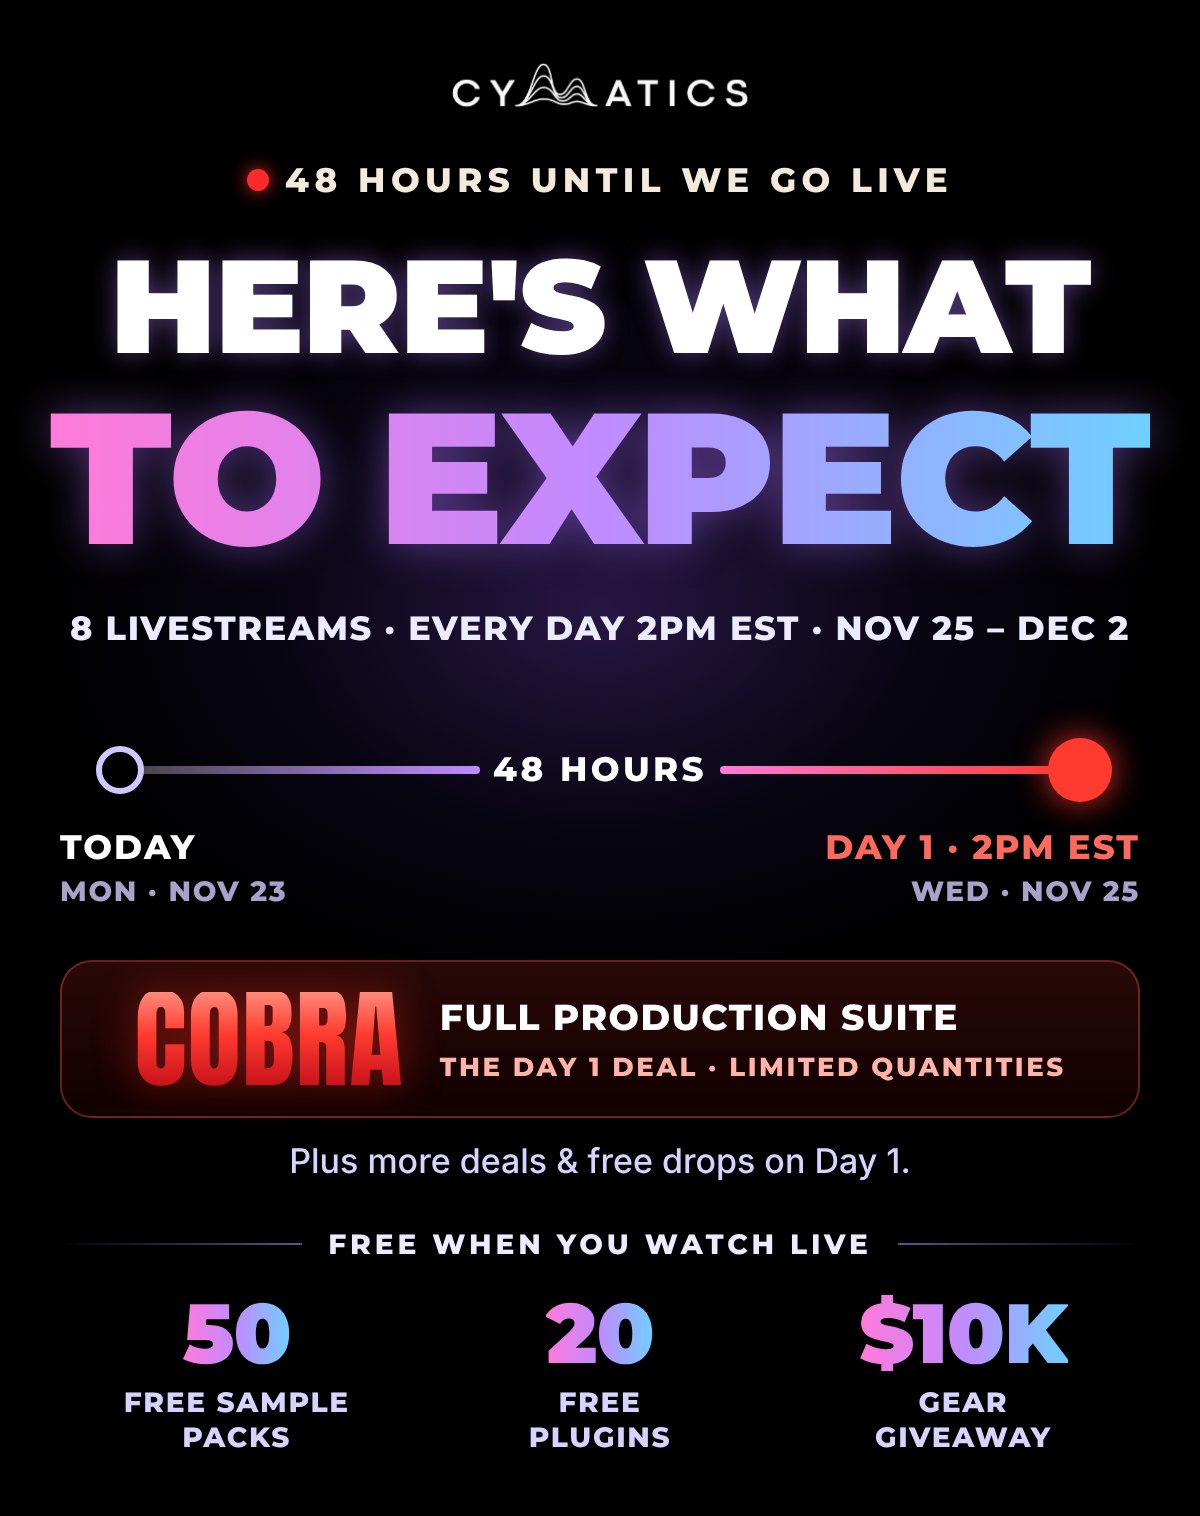 CYMATICS
48 HOURS UNTIL WE GO LIVE
HERE'S WHAT
TO EXPECT
8 LIVESTREAMS · EVERY DAY 2PM EST · NOV 25 – DEC 2
48 HOURS
TODAY
MON · NOV 23
DAY 1 · 2PM EST
WED · NOV 25
COBRA
FULL PRODUCTION SUITE
THE DAY 1 DEAL · LIMITED QUANTITIES
Plus more deals & free drops on Day 1.
FREE WHEN YOU WATCH LIVE
50
FREE SAMPLE
PACKS
20
FREE
PLUGINS
$10K
GEAR
GIVEAWAY